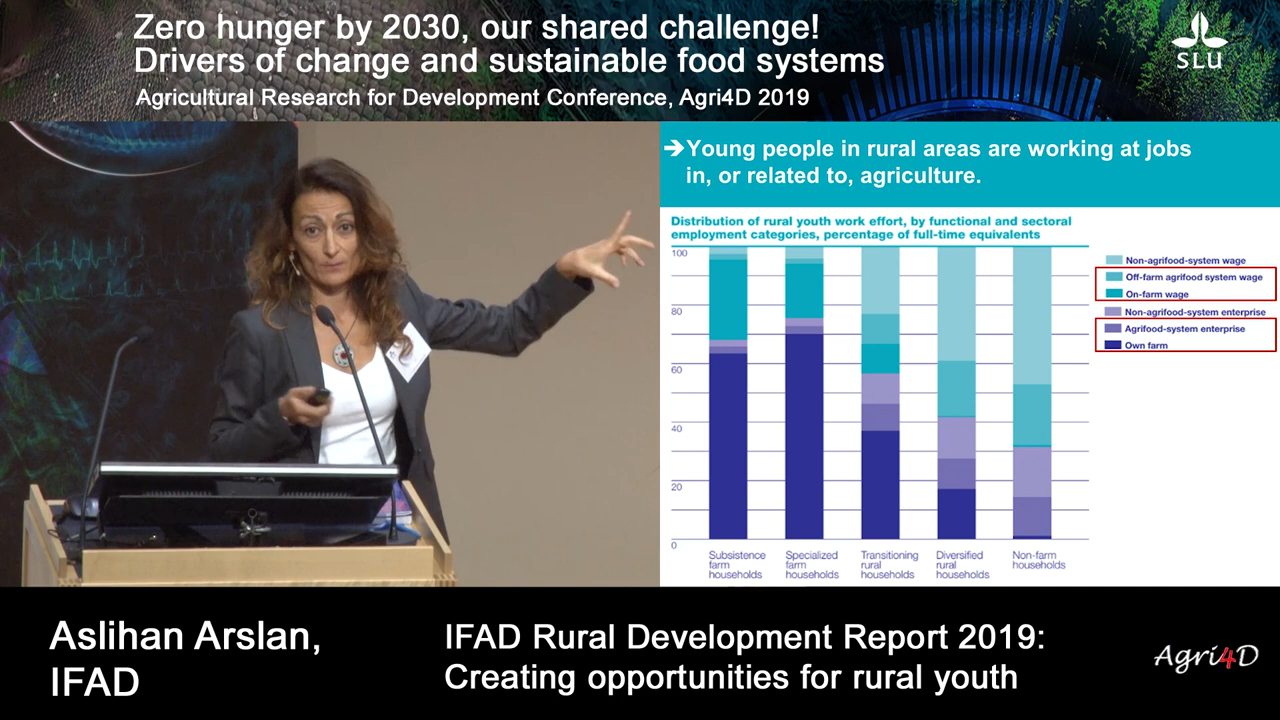 Zero hunger by 2030, our shared challenge!
Drivers of change and sustainable food systems
Agricultural Research for Development Conference, Agri4D 2019
SLU
➔Young people in rural areas are working at jobs
in, or related to, agriculture.
Distribution of rural youth work effort, by functional and sectoral
employment categories, percentage of full-time equivalents
100
80
60
40
20
0
Subsistence
farm
households
Specialized
farm
households
Transitioning
rural
households
Diversified
rural
households
Non-farm
households
Non-agrifood-system wage
Off-farm agrifood system wage
On-farm wage
Non-agrifood-system enterprise
Agrifood-system enterprise
Own farm
Aslihan Arslan,
IFAD
IFAD Rural Development Report 2019:
Creating opportunities for rural youth
Agri4D